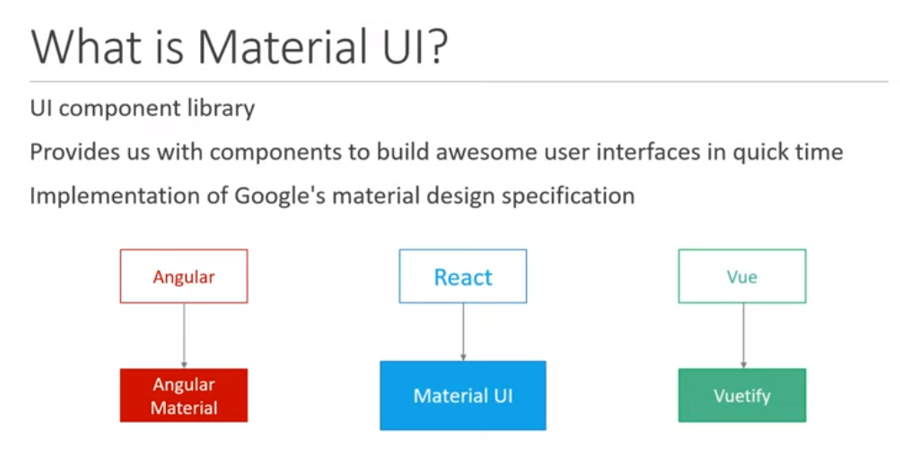 What is Material UI?
UI component library
Provides us with components to build awesome user interfaces in quick time
Implementation of Google's material design specification
Angular
React
Vue
Angular
Material
Material UI
Vuetify